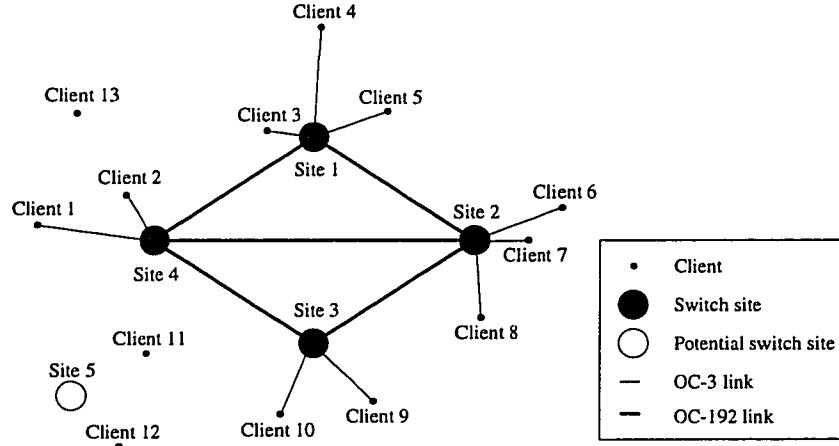 Client 4
Client 13
Client 3
Client 5
Site 1
Client 2
Client 1
Client 6
Site 2
Client 7
Site 4
Site 3
Client 8
Client 11
Site 5
Client 10
Client 9
Client 12
Client
Switch site
Potential switch site
OC-3 link
OC-192 link